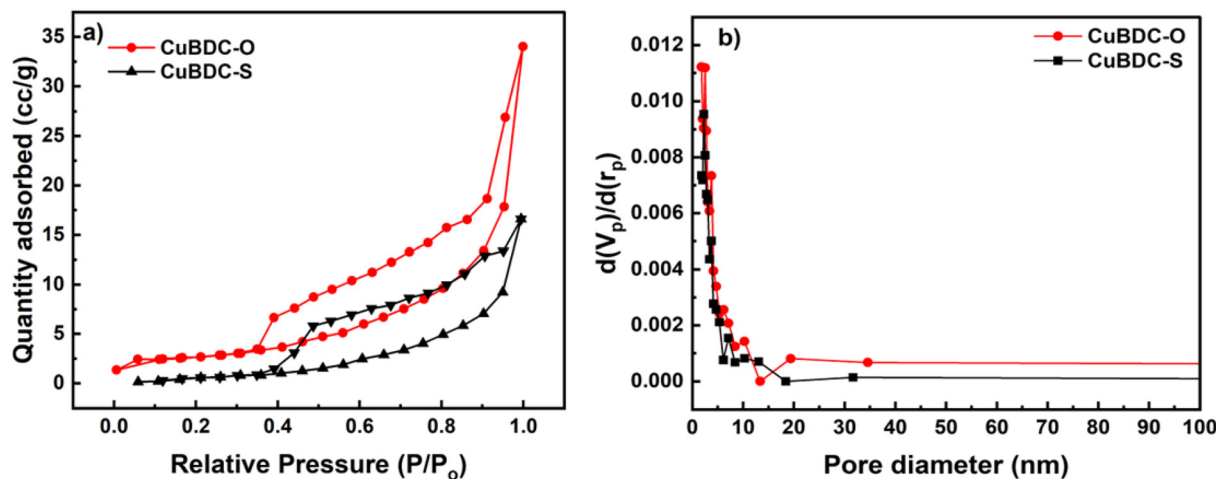 a)
CuBDC-O
CuBDC-S
Quantity adsorbed (cc/g)
35
30
25
20
15
10
5
0
0.0 0.2 0.4 0.6 0.8 1.0
Relative Pressure (P/Po)
b)
CuBDC-O
CuBDC-S
d(Vp)/d(rp)
0.012
0.010
0.008
0.006
0.004
0.002
0.000
0 10 20 30 40 50 60 70 80 90 100
Pore diameter (nm)